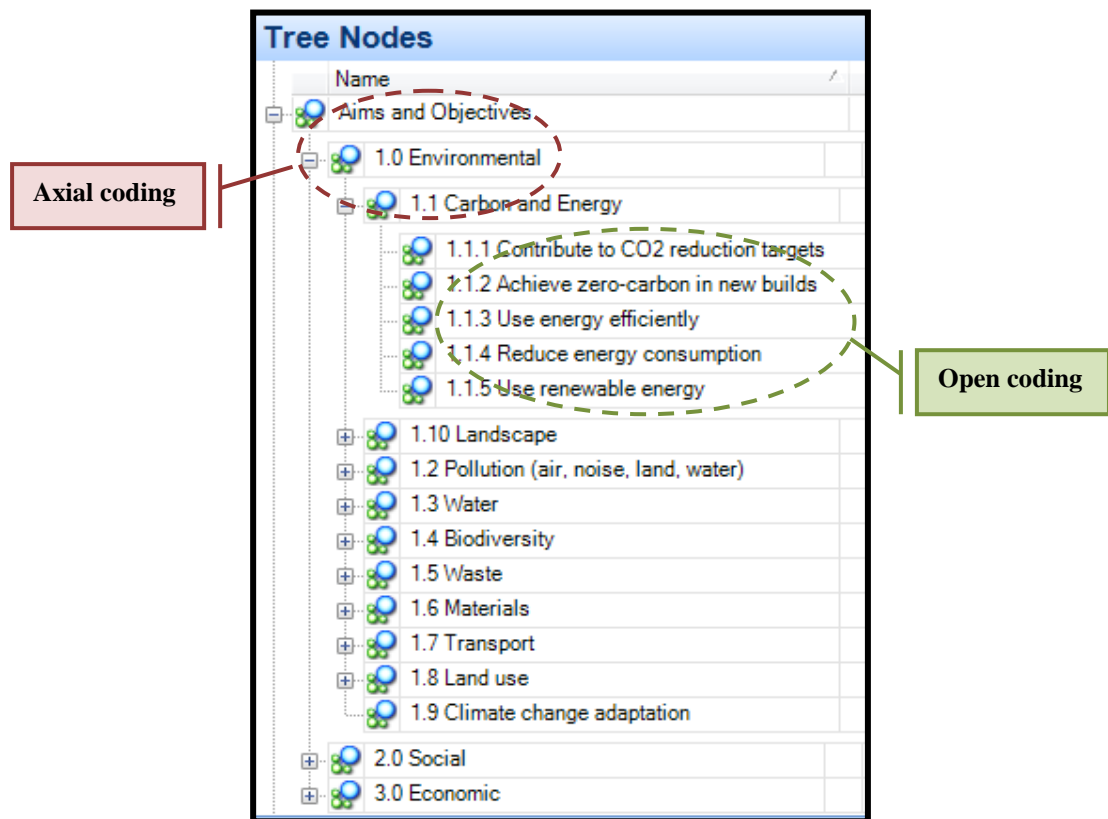 Tree Nodes
Name
Aims and Objectives
1.0 Environmental
Axial coding
1.1 Carbon and Energy
1.1.1 Contribute to CO2 reduction targets
1.1.2 Achieve zero-carbon in new builds
1.1.3 Use energy efficiently
1.1.4 Reduce energy consumption
Open coding
1.1.5 Use renewable energy
1.10 Landscape
1.2 Pollution (air, noise, land, water)
1.3 Water
1.4 Biodiversity
1.5 Waste
1.6 Materials
1.7 Transport
1.8 Land use
1.9 Climate change adaptation
2.0 Social
3.0 Economic